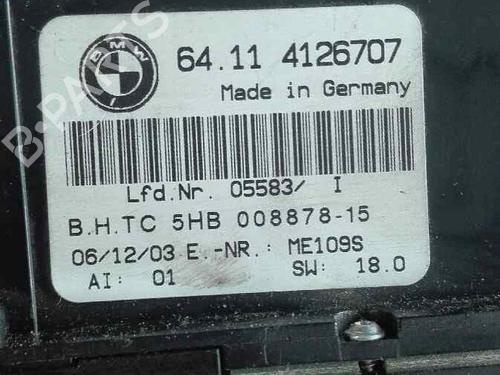 BMW
64.11 4126707
Made in Germany
Lfd.Nr. 05583/ I
B.H.TC 5HB 008878-15
06/12/03 E.-NR.: ME109S
AI: 01 SW: 18.0
B-PARTS